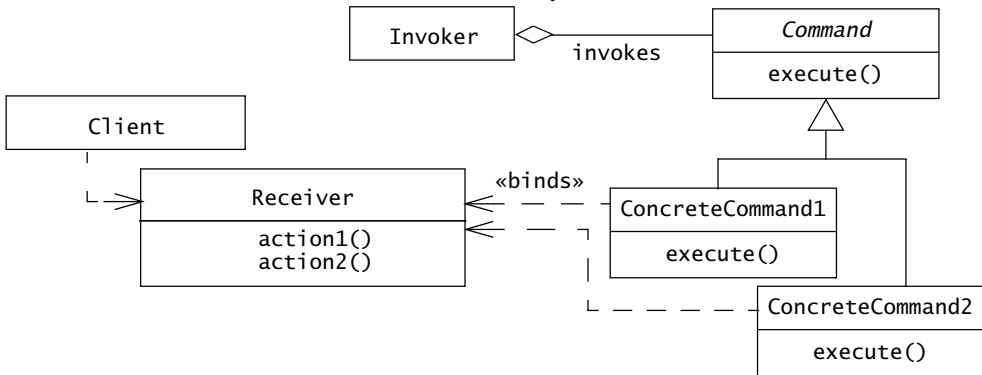 Invoker
invokes
Command
execute()
Client
Receiver
action1()
action2()
«binds»
ConcreteCommand1
execute()
ConcreteCommand2
execute()